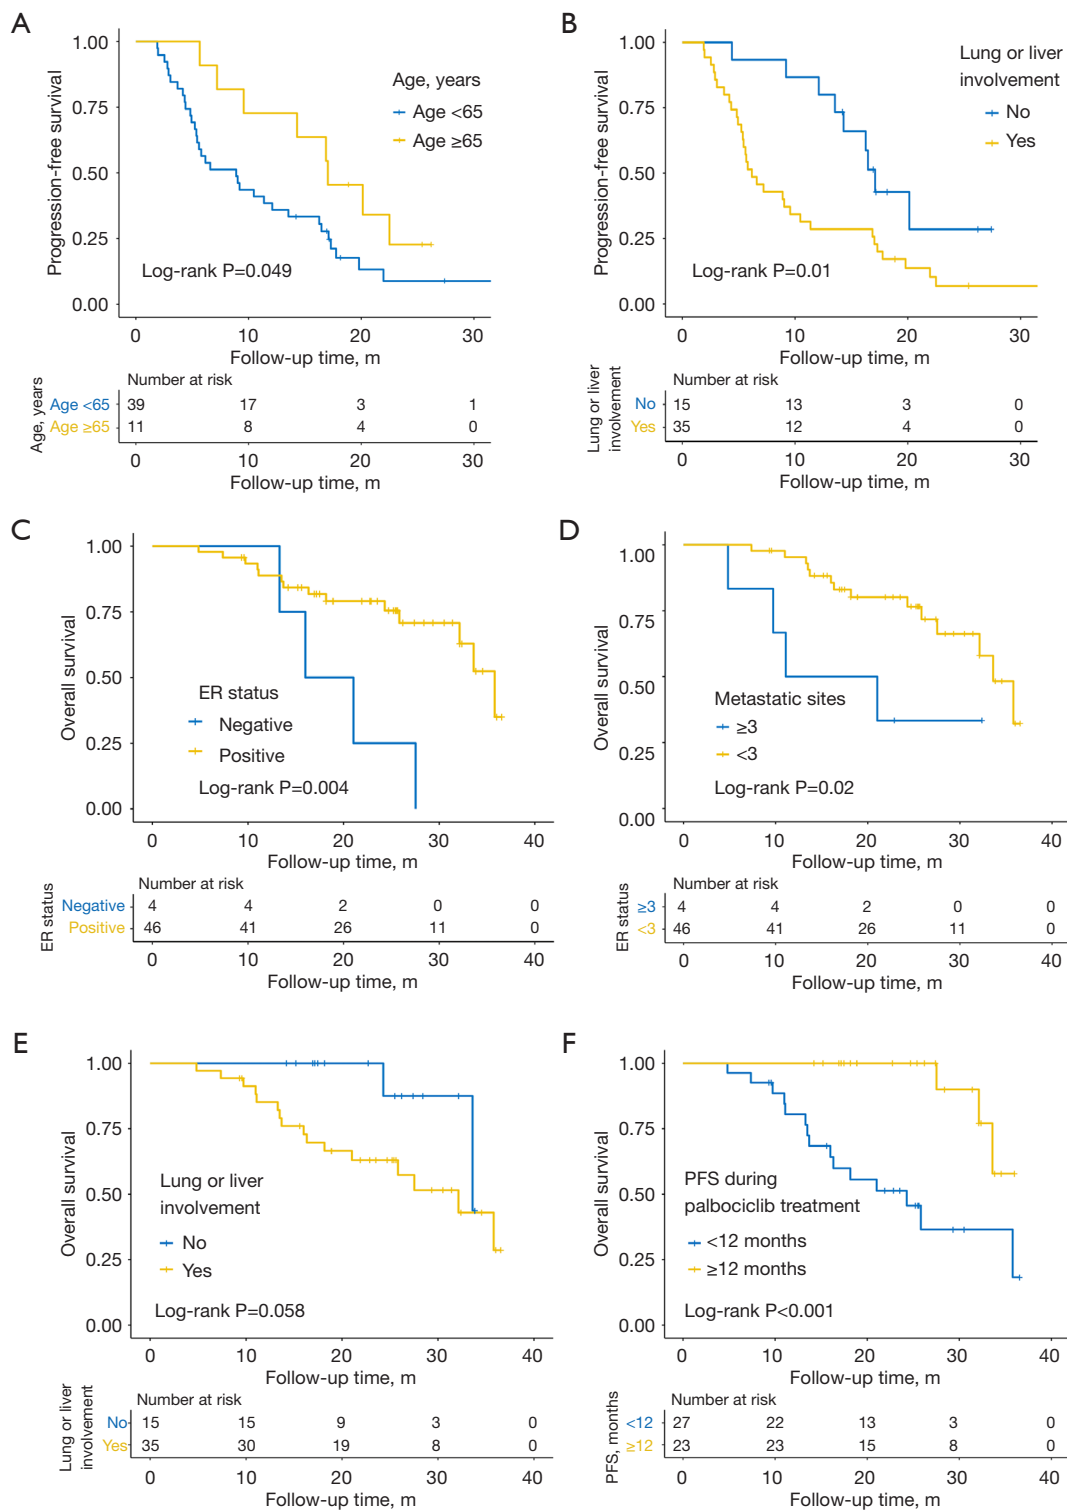 A
1.00
0.75
0.50
0.25
0.00
Progression-free survival
Age, years
Age <65
Age ≥65
Log-rank P=0.049
0 10 20 30
Follow-up time, m
Number at risk
Age, years
Age <65 39 17 3 1
Age ≥65 11 8 4 0
0 10 20 30
Follow-up time, m
B
1.00
0.75
0.50
0.25
0.00
Progression-free survival
Lung or liver
involvement
No
Yes
Log-rank P=0.01
0 10 20 30
Follow-up time, m
Number at risk
Lung or liver
involvement
No 15 13 3 0
Yes 35 12 4 0
0 10 20 30
Follow-up time, m
C
1.00
0.75
0.50
0.25
0.00
Overall survival
ER status
Negative
Positive
Log-rank P=0.004
0 10 20 30 40
Follow-up time, m
Number at risk
ER status
Negative 4 4 2 0 0
Positive 46 41 26 11 0
0 10 20 30 40
Follow-up time, m
D
1.00
0.75
0.50
0.25
0.00
Overall survival
Metastatic sites
≥3
<3
Log-rank P=0.02
0 10 20 30 40
Follow-up time, m
Number at risk
ER status
≥3 4 4 2 0 0
<3 46 41 26 11 0
0 10 20 30 40
Follow-up time, m
E
1.00
0.75
0.50
0.25
0.00
Overall survival
Lung or liver
involvement
No
Yes
Log-rank P=0.058
0 10 20 30 40
Follow-up time, m
Number at risk
Lung or liver
involvement
No 15 15 9 3 0
Yes 35 30 19 8 0
0 10 20 30 40
Follow-up time, m
F
1.00
0.75
0.50
0.25
0.00
Overall survival
PFS during
palbociclib treatment
<12 months
≥12 months
Log-rank P<0.001
0 10 20 30 40
Follow-up time, m
Number at risk
PFS, months
<12 27 22 13 3 0
≥12 23 23 15 8 0
0 10 20 30 40
Follow-up time, m